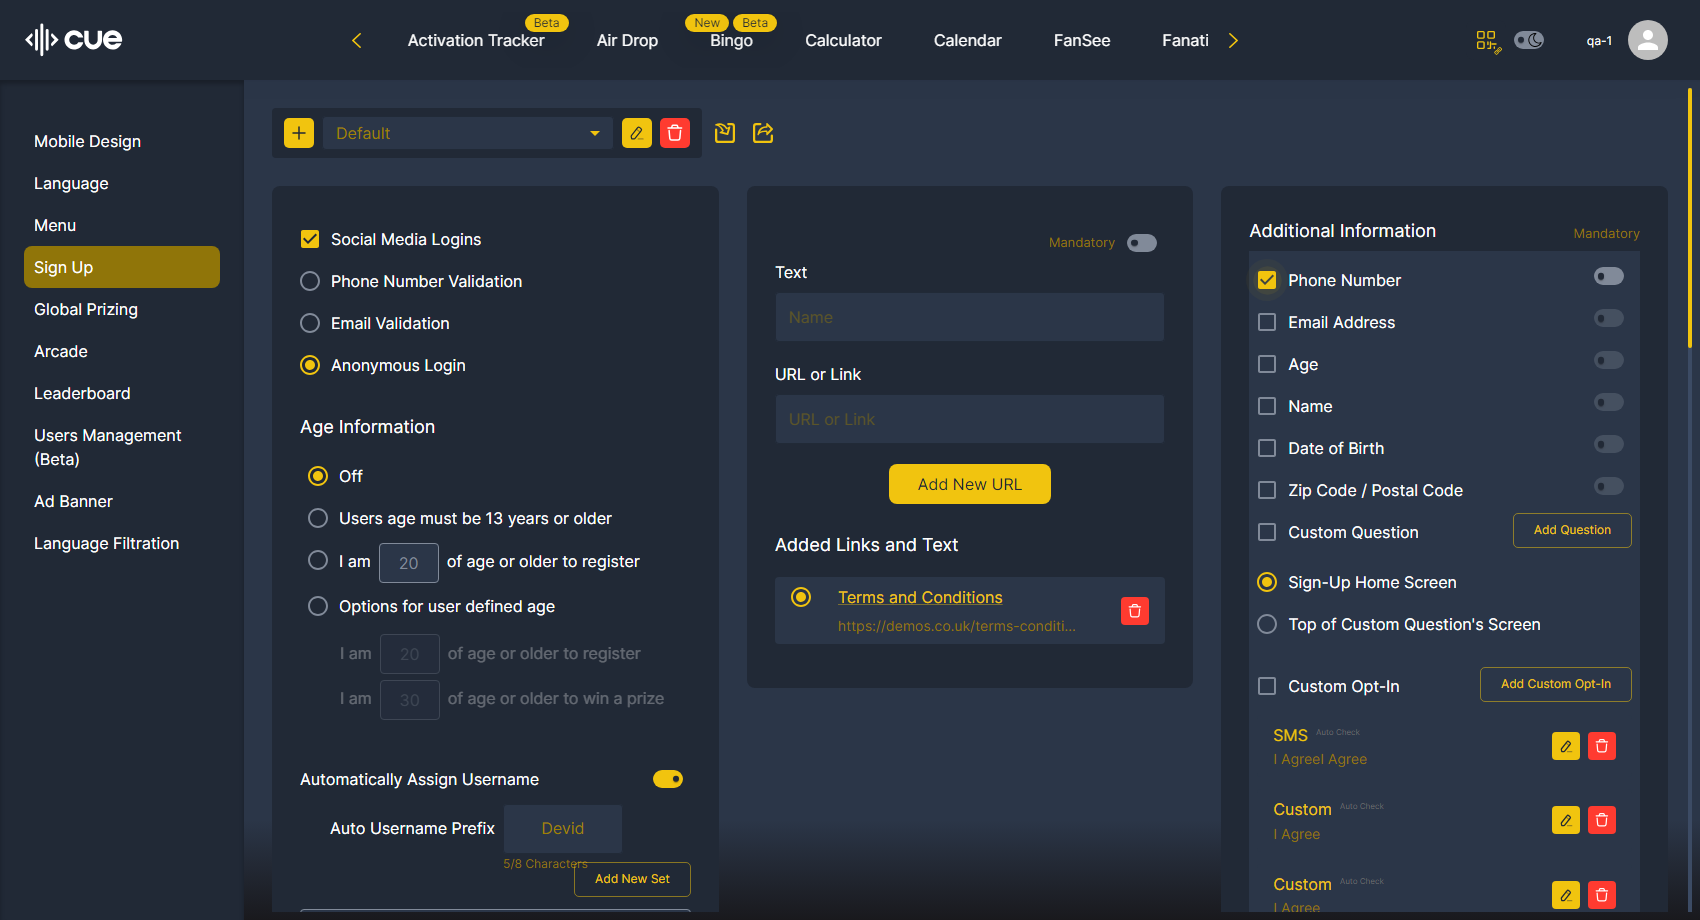 cue
Activation Tracker
Beta
Air Drop
New
Beta
Bingo
Calculator
Calendar
FanSee
Fanati
qa-1
Mobile Design
Language
Menu
Sign Up
Global Prizing
Arcade
Leaderboard
Users Management
(Beta)
Ad Banner
Language Filtration
Default
Social Media Logins
Phone Number Validation
Email Validation
Anonymous Login
Age Information
Off
Users age must be 13 years or older
I am 20 of age or older to register
Options for user defined age
I am 20 of age or older to register
I am 30 of age or older to win a prize
Automatically Assign Username
Auto Username Prefix Devid
5/8 Characters
Add New Set
Mandatory
Text
Name
URL or Link
URL or Link
Add New URL
Added Links and Text
Terms and Conditions
https://demos.co.uk/terms-conditi...
Additional Information
Mandatory
Phone Number
Email Address
Age
Name
Date of Birth
Zip Code / Postal Code
Custom Question
Add Question
Sign-Up Home Screen
Top of Custom Question's Screen
Custom Opt-In
Add Custom Opt-In
SMS Auto Check
I AgreeI Agree
Custom Auto Check
I Agree
Custom Auto Check
I Agree